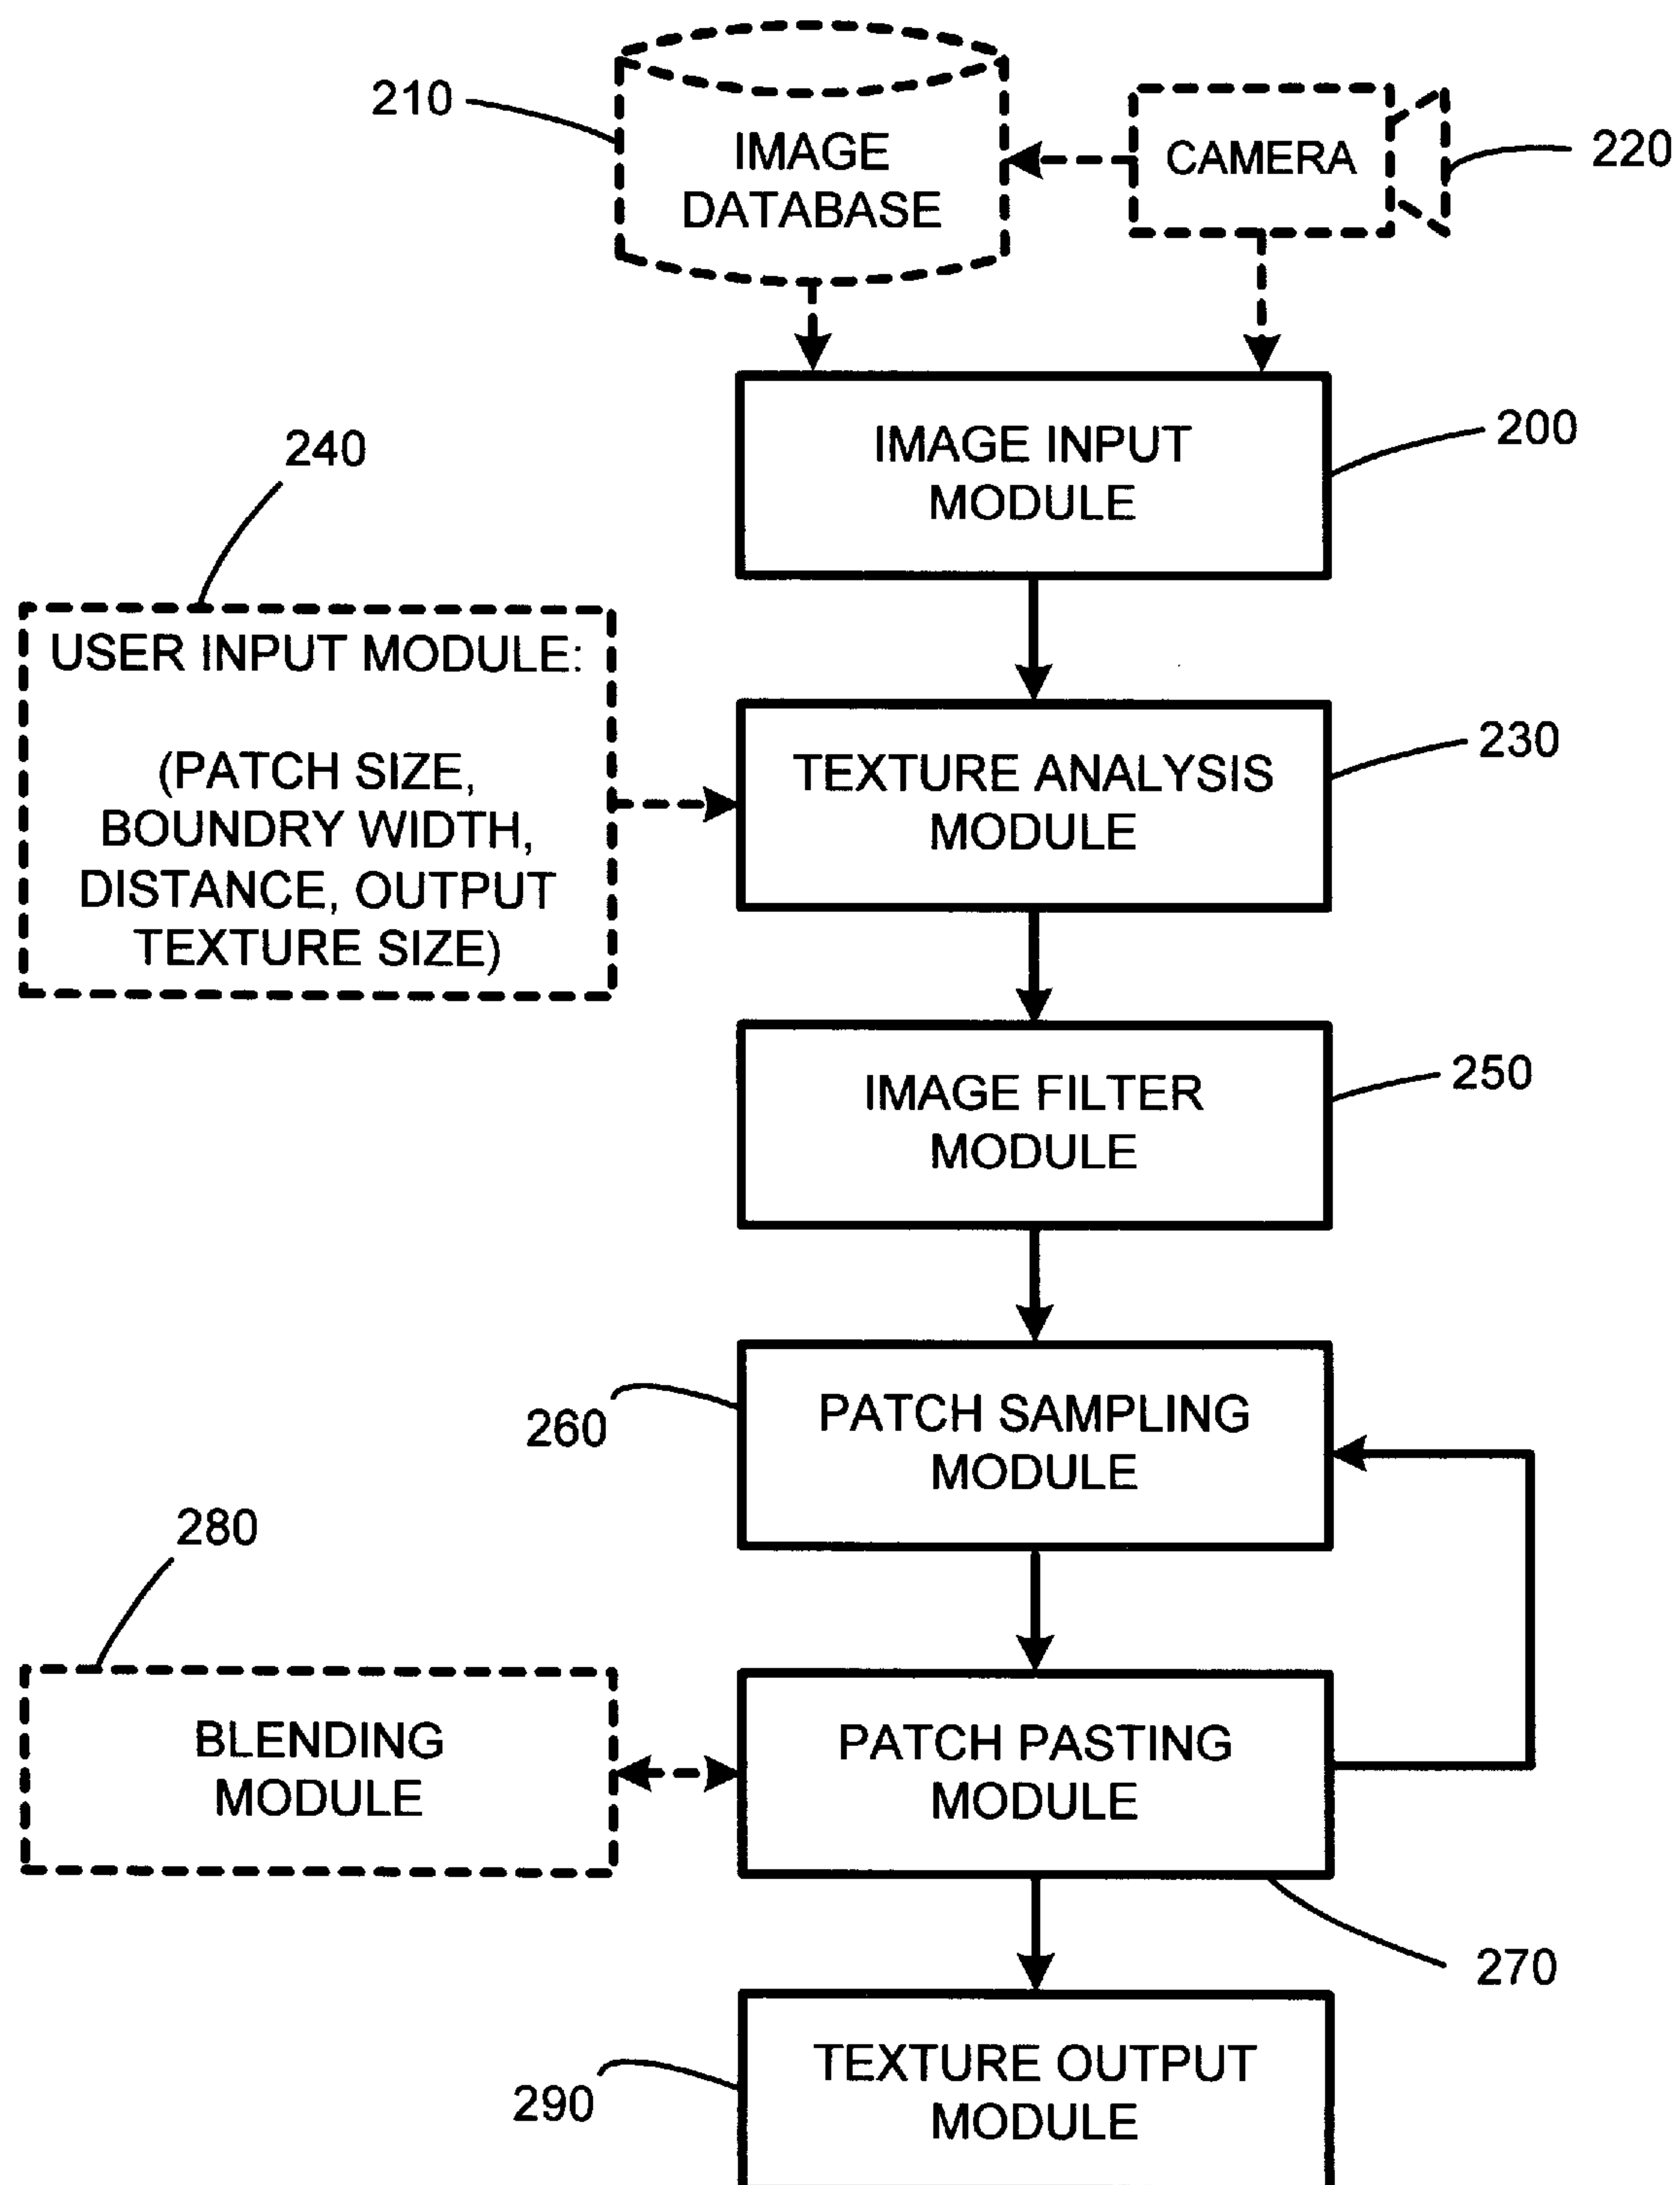 210
IMAGE
DATABASE
CAMERA
220
240
IMAGE INPUT
MODULE
200
USER INPUT MODULE:
(PATCH SIZE,
BOUNDRY WIDTH,
DISTANCE, OUTPUT
TEXTURE SIZE)
TEXTURE ANALYSIS
MODULE
230
IMAGE FILTER
MODULE
250
260
PATCH SAMPLING
MODULE
280
BLENDING
MODULE
PATCH PASTING
MODULE
270
290
TEXTURE OUTPUT
MODULE